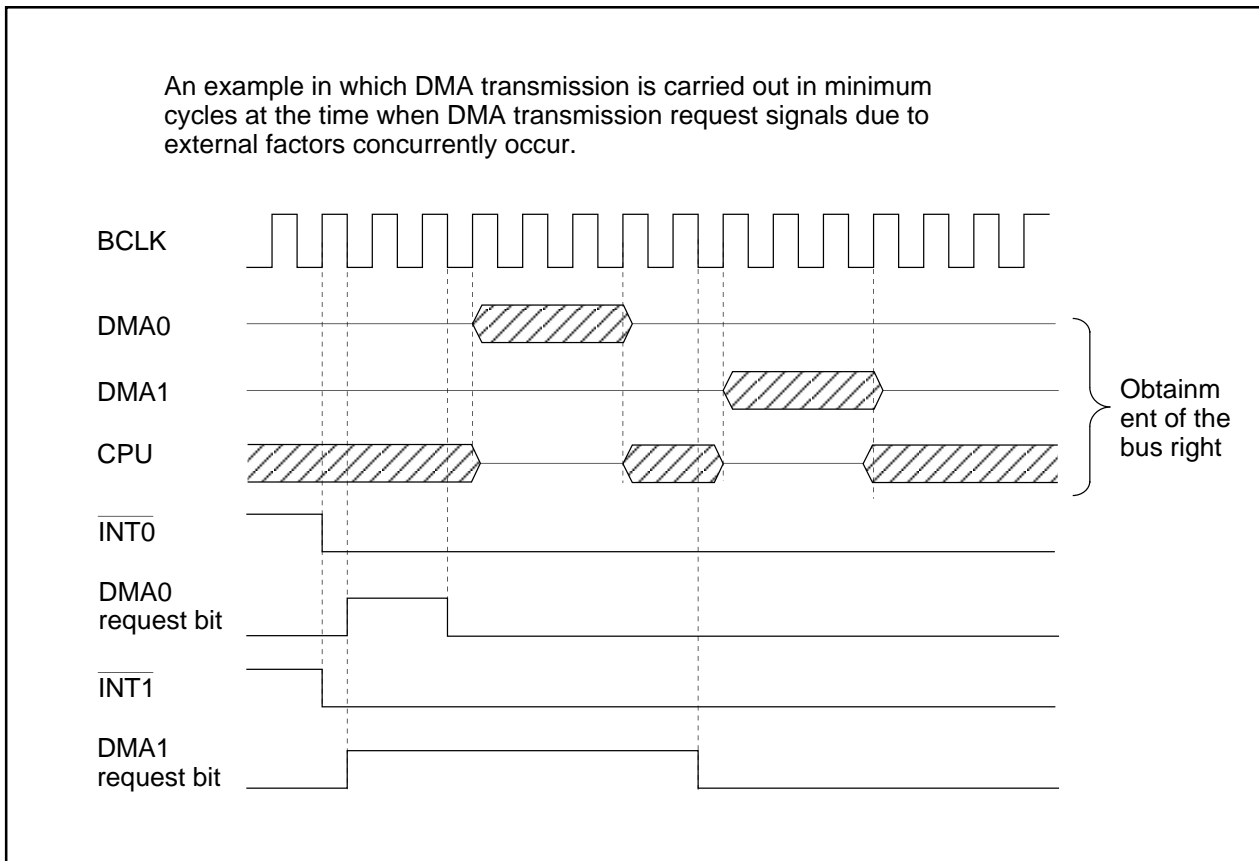 An example in which DMA transmission is carried out in minimum
cycles at the time when DMA transmission request signals due to
external factors concurrently occur.
BCLK
DMA0
DMA1
CPU
Obtainm
ent of the
bus right
INT0
DMA0
request bit
INT1
DMA1
request bit